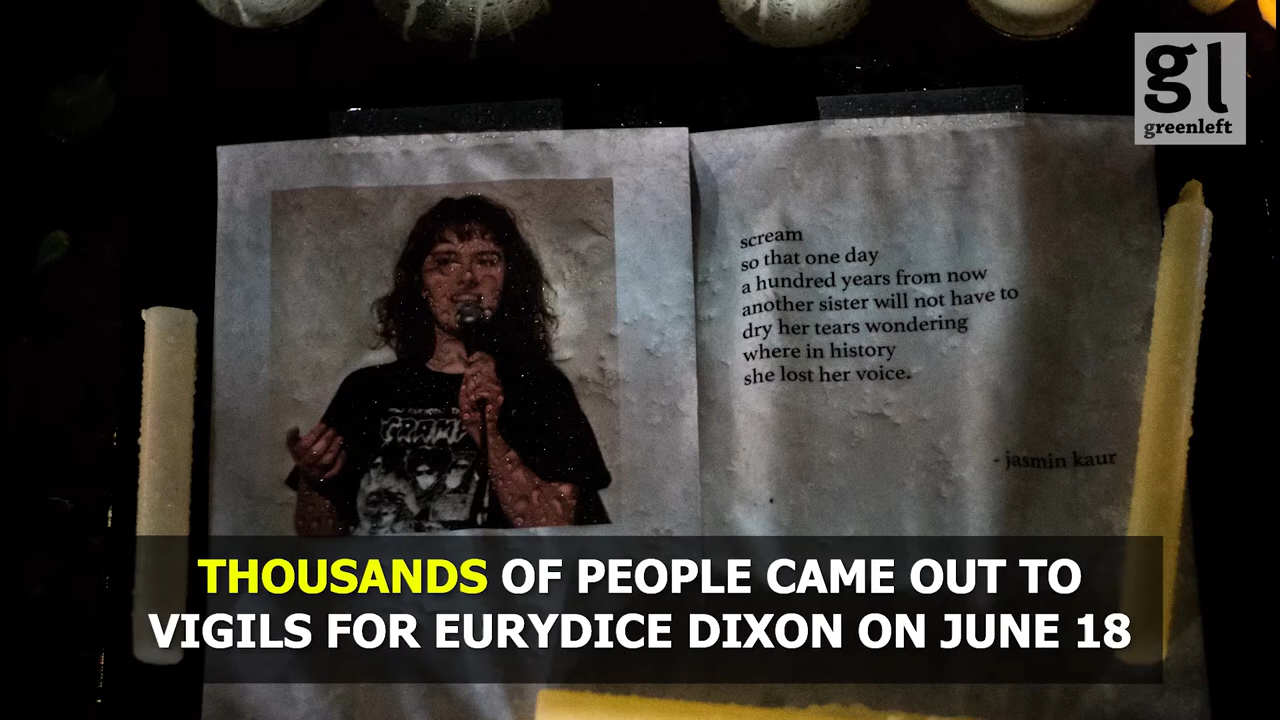 gl
greenleft
scream
so that one day
a hundred years from now
another sister will not have to
dry her tears wondering
where in history
she lost her voice.
- jasmin kaur
THOUSANDS OF PEOPLE CAME OUT TO
VIGILS FOR EURYDICE DIXON ON JUNE 18